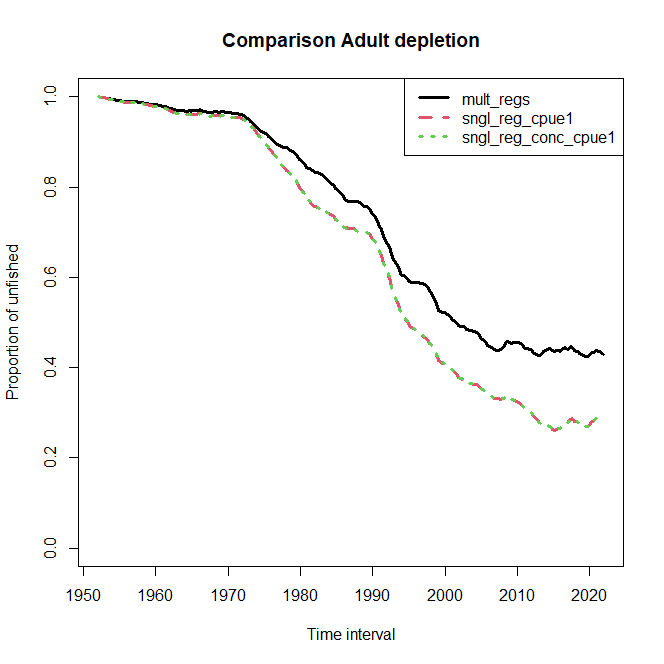 Comparison Adult depletion
mult_regs
sngl_reg_cpue1
sngl_reg_conc_cpue1
Proportion of unfished
1.0
0.8
0.6
0.4
0.2
0.0
1950 1960 1970 1980 1990 2000 2010 2020
Time interval